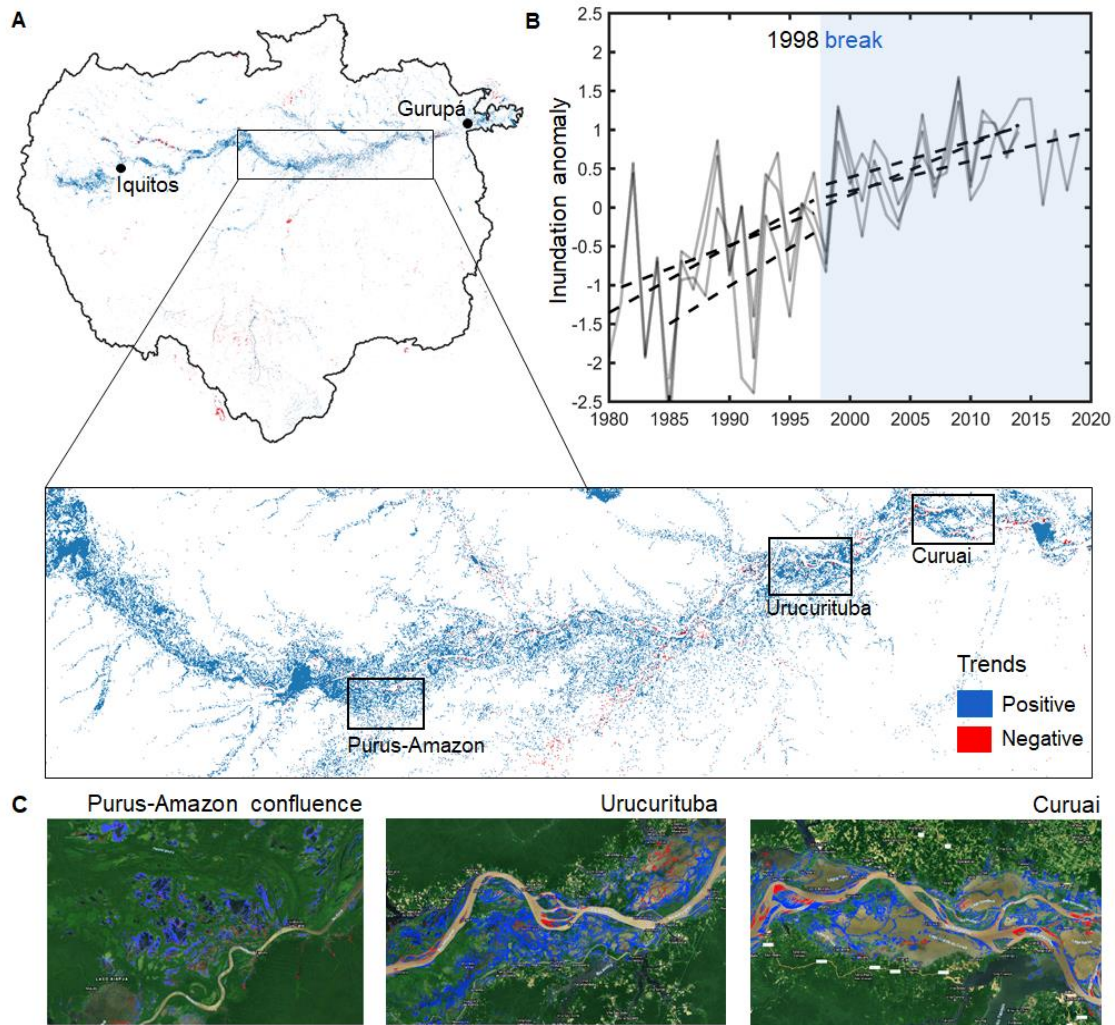 A
Gurupá
Iquitos
B
1998 break
Inundation anomaly
2.5
2
1.5
1
0.5
0
-0.5
-1
-1.5
-2
-2.5
1980 1985 1990 1995 2000 2005 2010 2015 2020
Curuai
Urucurituba
Purus-Amazon
Trends
Positive
Negative
C
Purus-Amazon confluence
Urucurituba
Curuai